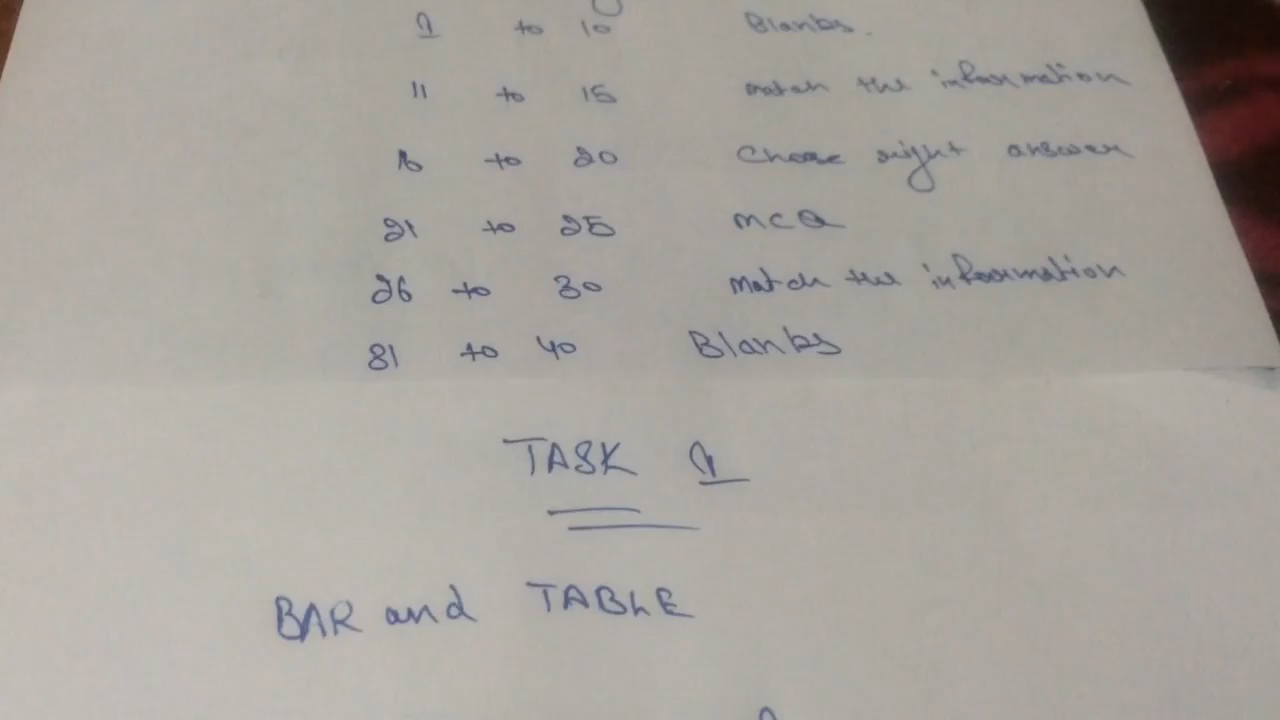 1 to 10 Blanks.
11 to 15 match the information
16 to 20 Choose right answer
21 to 25 mcQ
26 to 30 Match the information
31 to 40 Blanks
TASK 1
BAR and TABLE